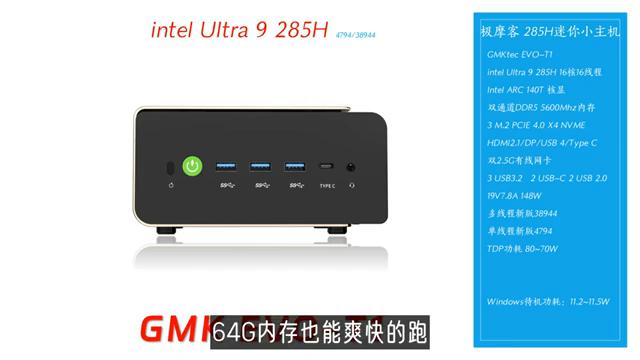 intel Ultra 9 285H 4794/38944
极摩客 285H迷你小主机
GMKtec EVO-T1
intel Ultra 9 285H 16核16线程
Intel ARC 140T 核显
双通道DDR5 5600Mhz内存
3 M.2 PCIE 4.0 X4 NVME
HDMI2.1/DP/USB 4/Type C
双2.5G有线网卡
3 USB3.2 2 USB-C 2 USB 2.0
19V7.8A 148W
多线程新版38944
单线程新版4794
TDP功耗 80~70W
Windows待机功耗：11.2~11.5W
TYPE C
64G内存也能爽快的跑